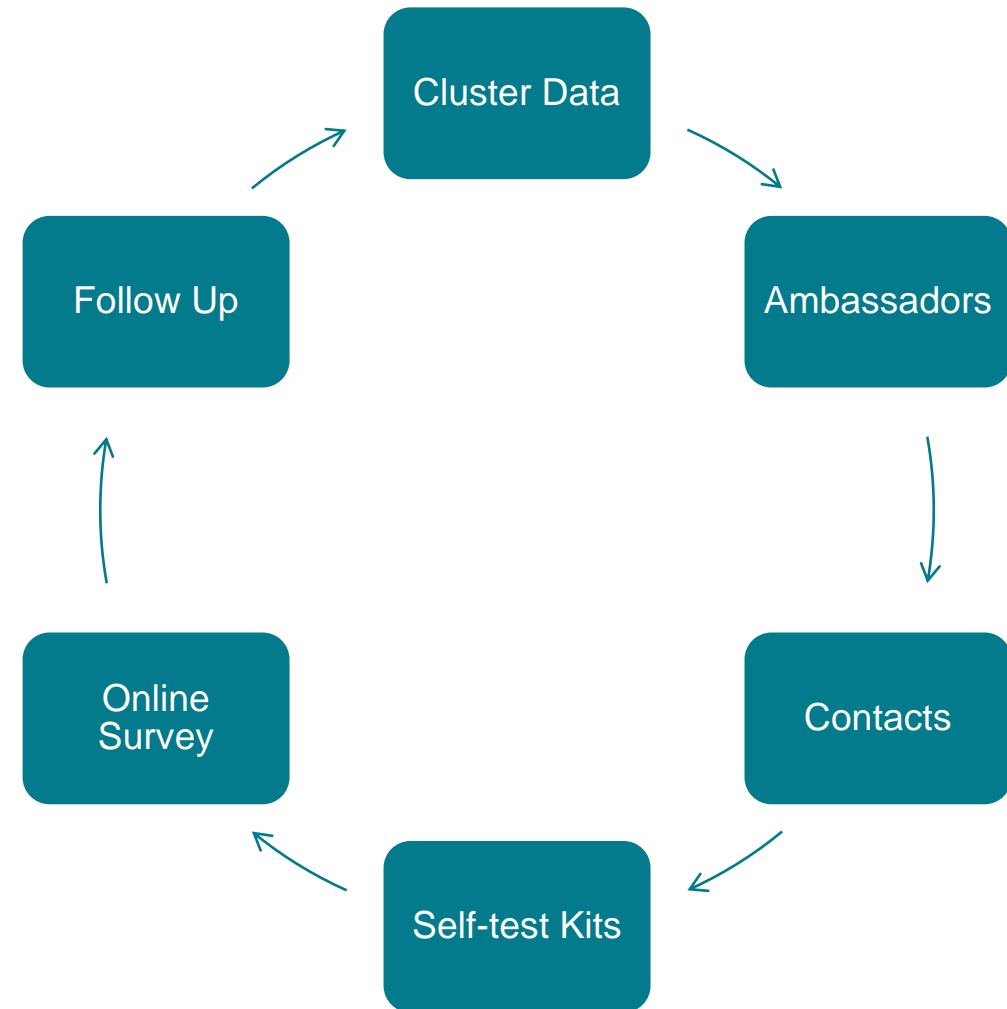 Cluster Data
Ambassadors
Contacts
Self-test Kits
Online
Survey
Follow Up